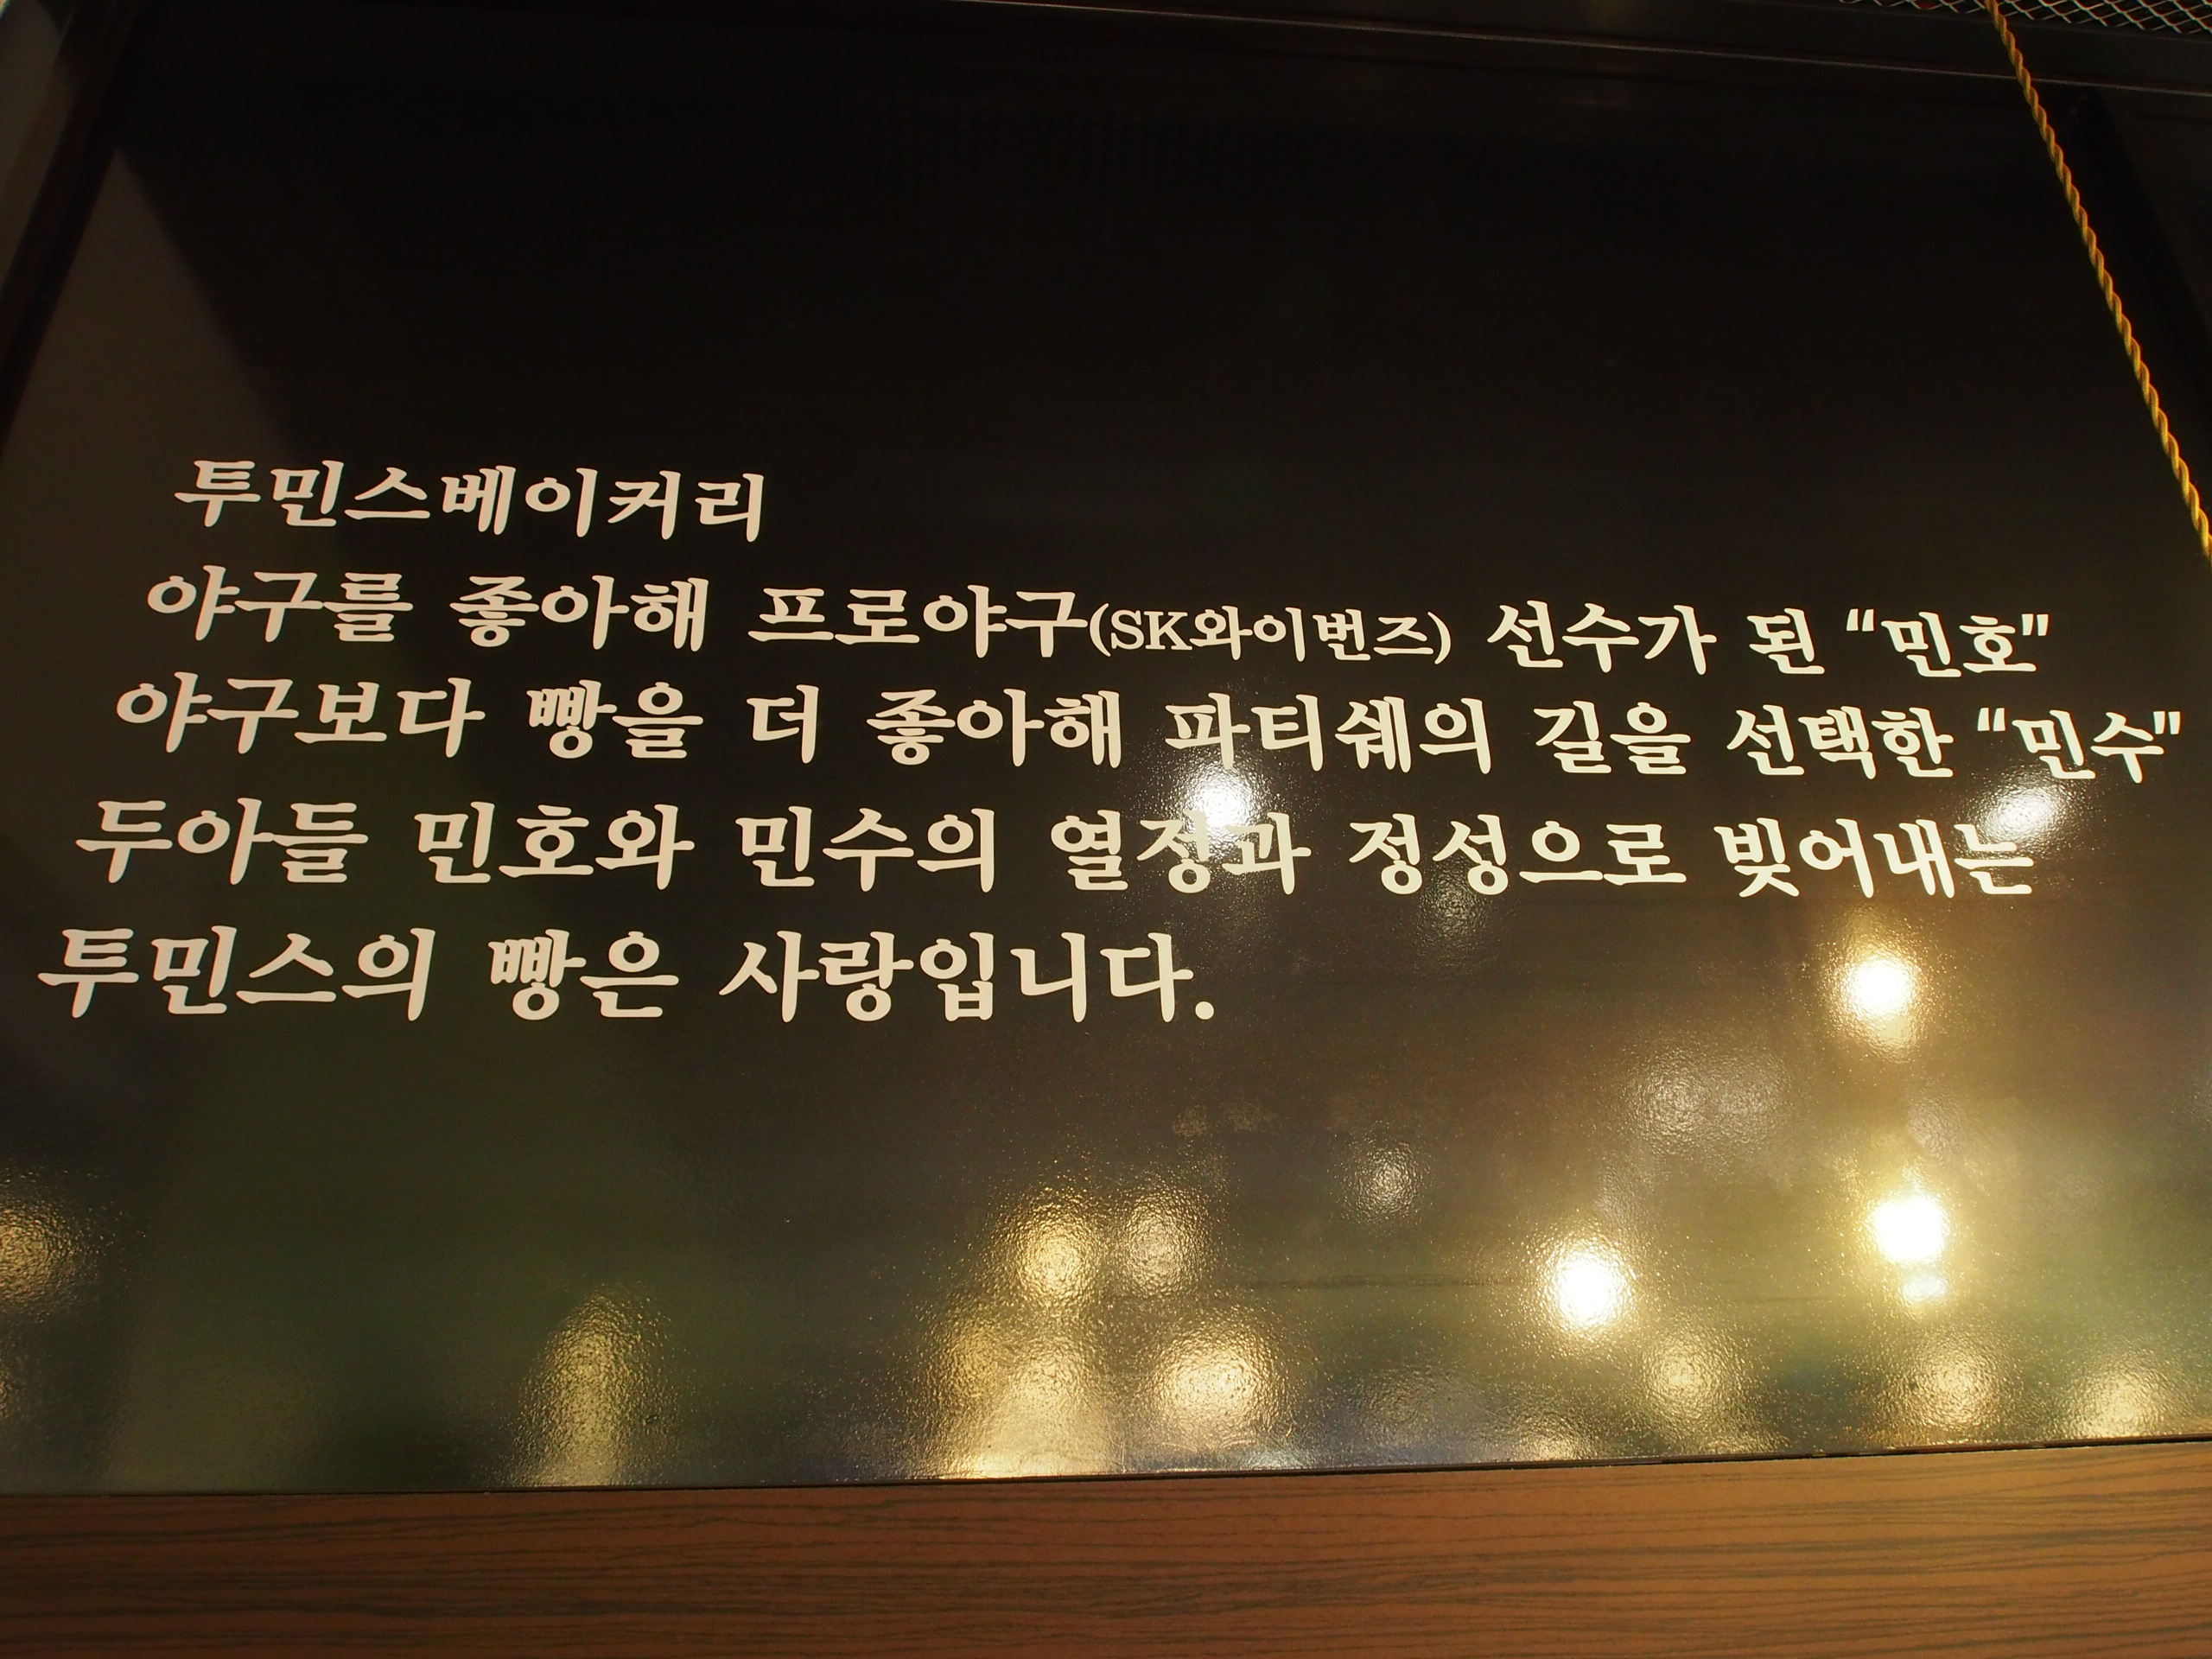 투민스베이커리
야구를 좋아해 프로야구(SK와이번즈) 선수가 된 “민호”
야구보다 빵을 더 좋아해 파티쉐의 길을 선택한 “민수”
두아들 민호와 민수의 열정과 정성으로 빚어내는
투민스의 빵은 사랑입니다.